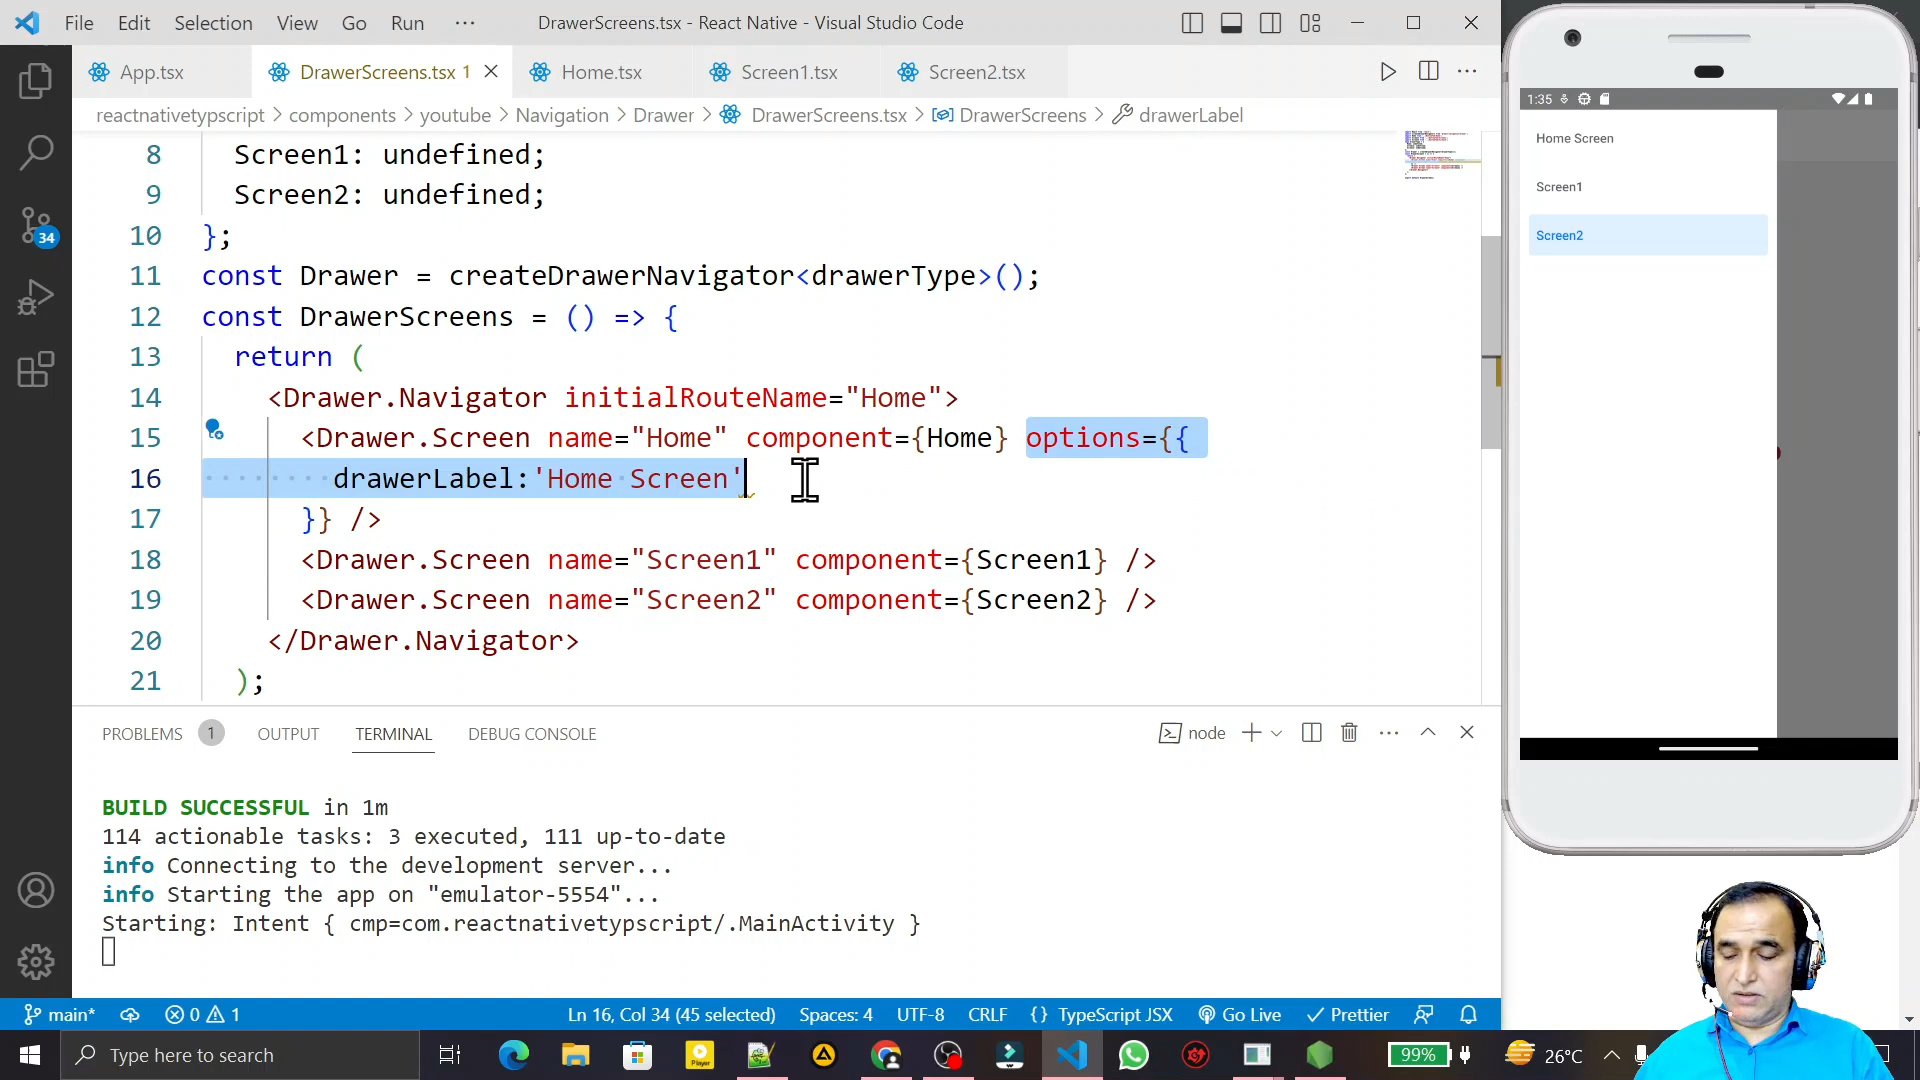 File Edit Selection View Go Run ··· DrawerScreens.tsx - React Native - Visual Studio Code
App.tsx DrawerScreens.tsx 1 Home.tsx Screen1.tsx Screen2.tsx
reactnativetypscript > components > youtube > Navigation > Drawer > DrawerScreens.tsx > DrawerScreens > drawerLabel
8 Screen1: undefined;
9 Screen2: undefined;
10 };
11 const Drawer = createDrawerNavigator<drawerType>();
12 const DrawerScreens = () => {
13 return (
14 <Drawer.Navigator initialRouteName="Home">
15 <Drawer.Screen name="Home" component={Home} options={{
16 drawerLabel:'Home Screen'
17 }} />
18 <Drawer.Screen name="Screen1" component={Screen1} />
19 <Drawer.Screen name="Screen2" component={Screen2} />
20 </Drawer.Navigator>
21 );
34
PROBLEMS 1 OUTPUT TERMINAL DEBUG CONSOLE node
BUILD SUCCESSFUL in 1m
114 actionable tasks: 3 executed, 111 up-to-date
info Connecting to the development server...
info Starting the app on "emulator-5554"...
Starting: Intent { cmp=com.reactnativetypscript/.MainActivity }
main* 0 1 Ln 16, Col 34 (45 selected) Spaces: 4 UTF-8 CRLF {} TypeScript JSX Go Live Prettier
Type here to search Player 99% 26°C
1:35
Home Screen
Screen1
Screen2